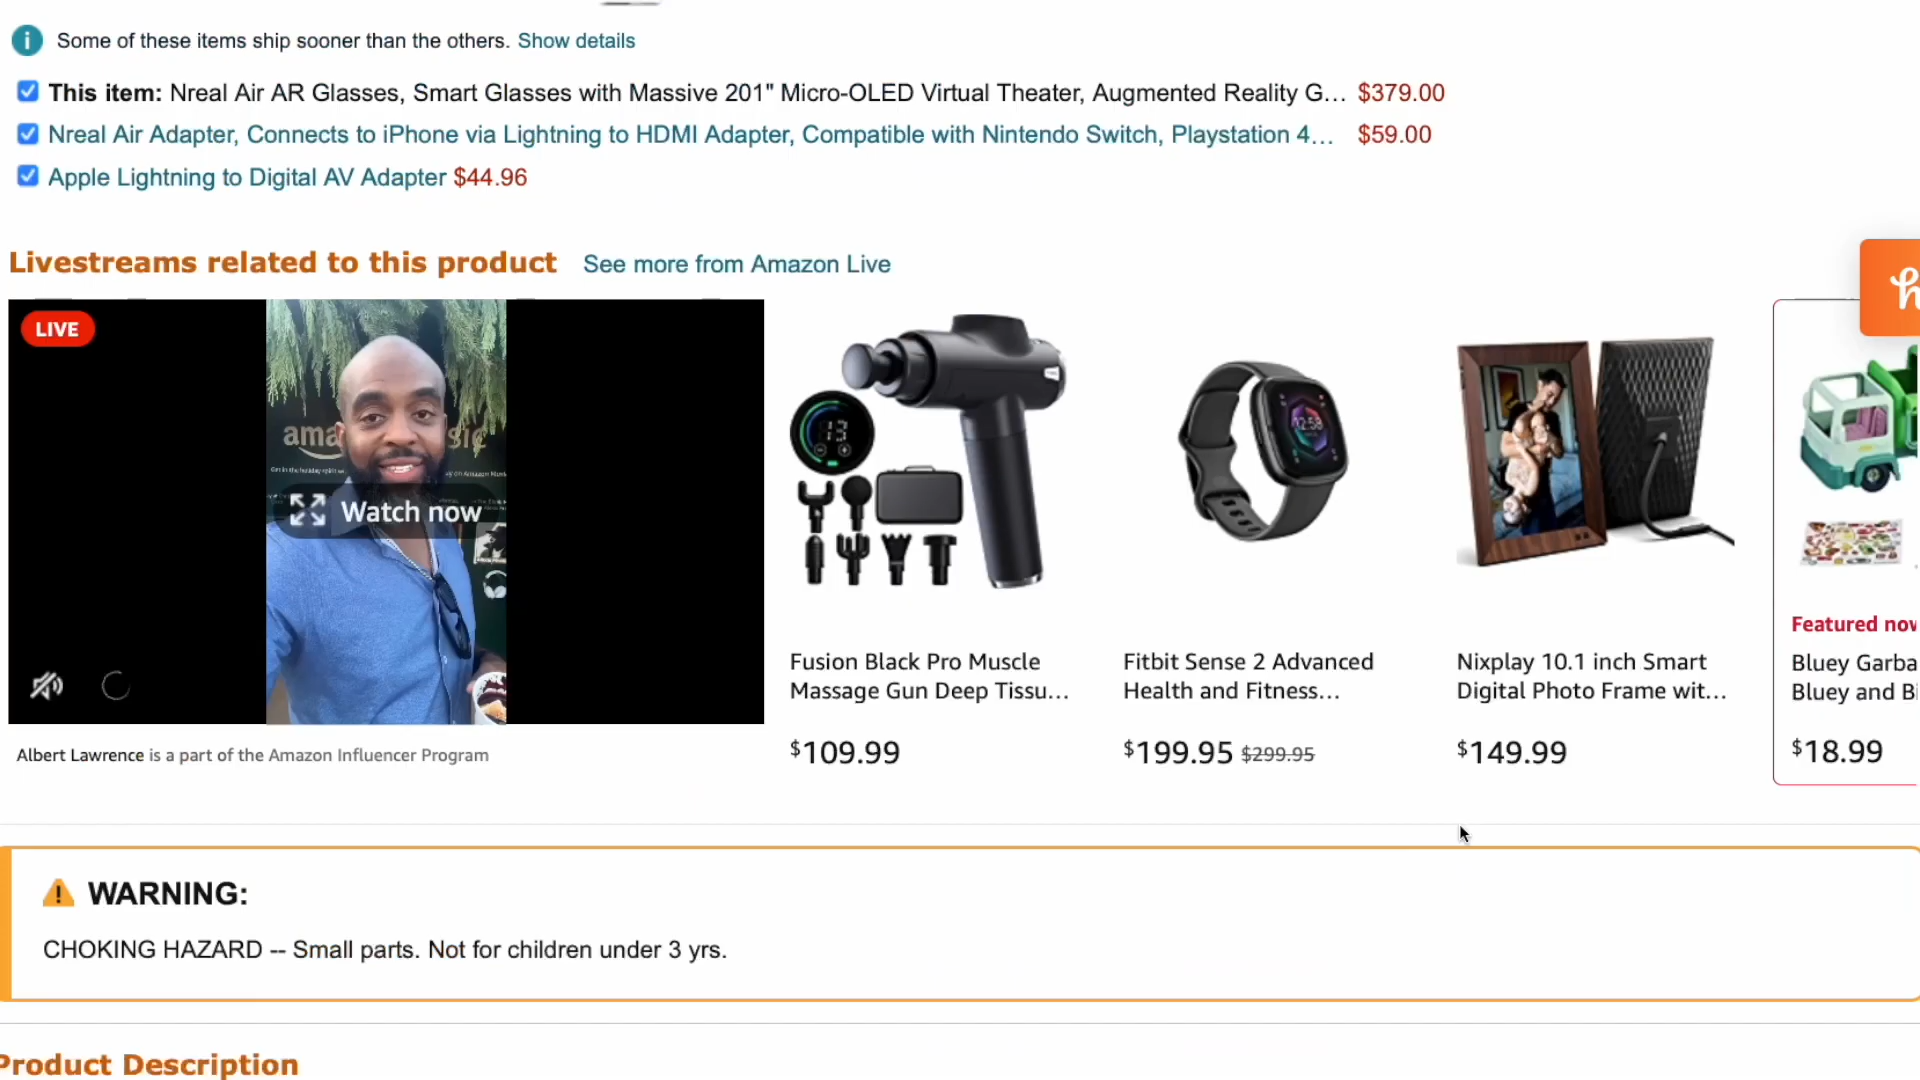 Some of these items ship sooner than the others. Show details
This item: Nreal Air AR Glasses, Smart Glasses with Massive 201" Micro-OLED Virtual Theater, Augmented Reality G... $379.00
Nreal Air Adapter, Connects to iPhone via Lightning to HDMI Adapter, Compatible with Nintendo Switch, Playstation 4... $59.00
Apple Lightning to Digital AV Adapter $44.96
Livestreams related to this product See more from Amazon Live
LIVE
Watch now
Albert Lawrence is a part of the Amazon Influencer Program
Fusion Black Pro Muscle
Massage Gun Deep Tissu...
$109.99
Fitbit Sense 2 Advanced
Health and Fitness...
$199.95 $299.95
Nixplay 10.1 inch Smart
Digital Photo Frame wit...
$149.99
Featured
Bluey
Bluey and
$18.99
WARNING:
CHOKING HAZARD -- Small parts. Not for children under 3 yrs.
Product Description